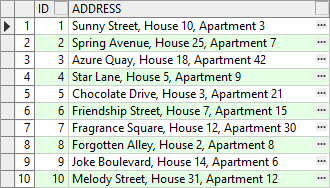 ID ADDRESS
1 1 Sunny Street, House 10, Apartment 3
2 2 Spring Avenue, House 25, Apartment 7
3 3 Azure Quay, House 18, Apartment 42
4 4 Star Lane, House 5, Apartment 9
5 5 Chocolate Drive, House 3, Apartment 21
6 6 Friendship Street, House 7, Apartment 15
7 7 Fragrance Square, House 12, Apartment 30
8 8 Forgotten Alley, House 2, Apartment 8
9 9 Joke Boulevard, House 14, Apartment 6
10 10 Melody Street, House 31, Apartment 12